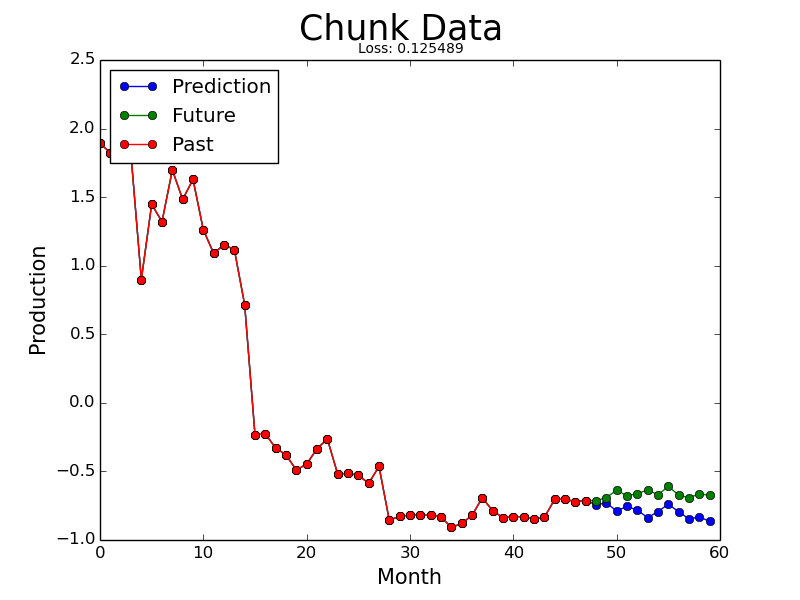 Chunk Data
Loss: 0.125489
Prediction
Future
Past
2.5
2.0
1.5
1.0
0.5
0.0
−0.5
−1.0
Production
0 10 20 30 40 50 60
Month